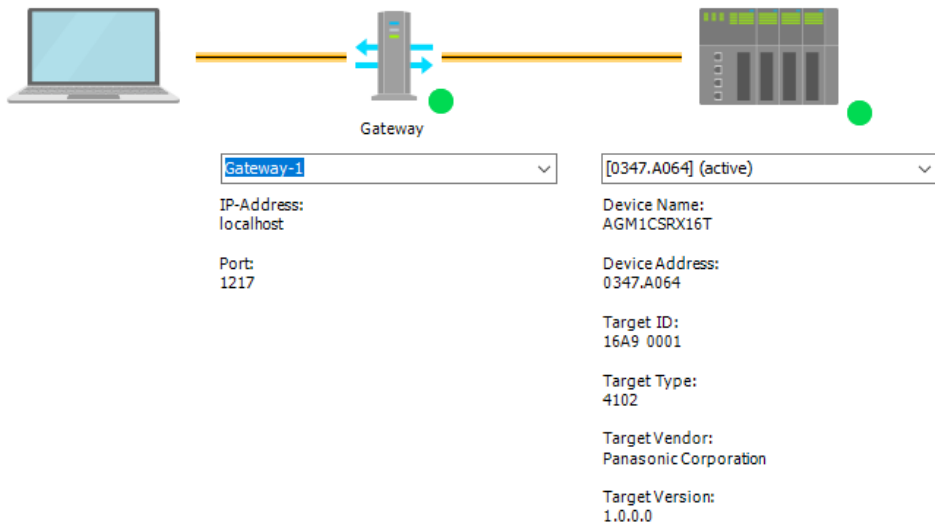 Gateway
Gateway-1
[0347.A064] (active)
IP-Address:
localhost
Port:
1217
Device Name:
AGM1CSRX16T
Device Address:
0347.A064
Target ID:
16A9 0001
Target Type:
4102
Target Vendor:
Panasonic Corporation
Target Version:
1.0.0.0